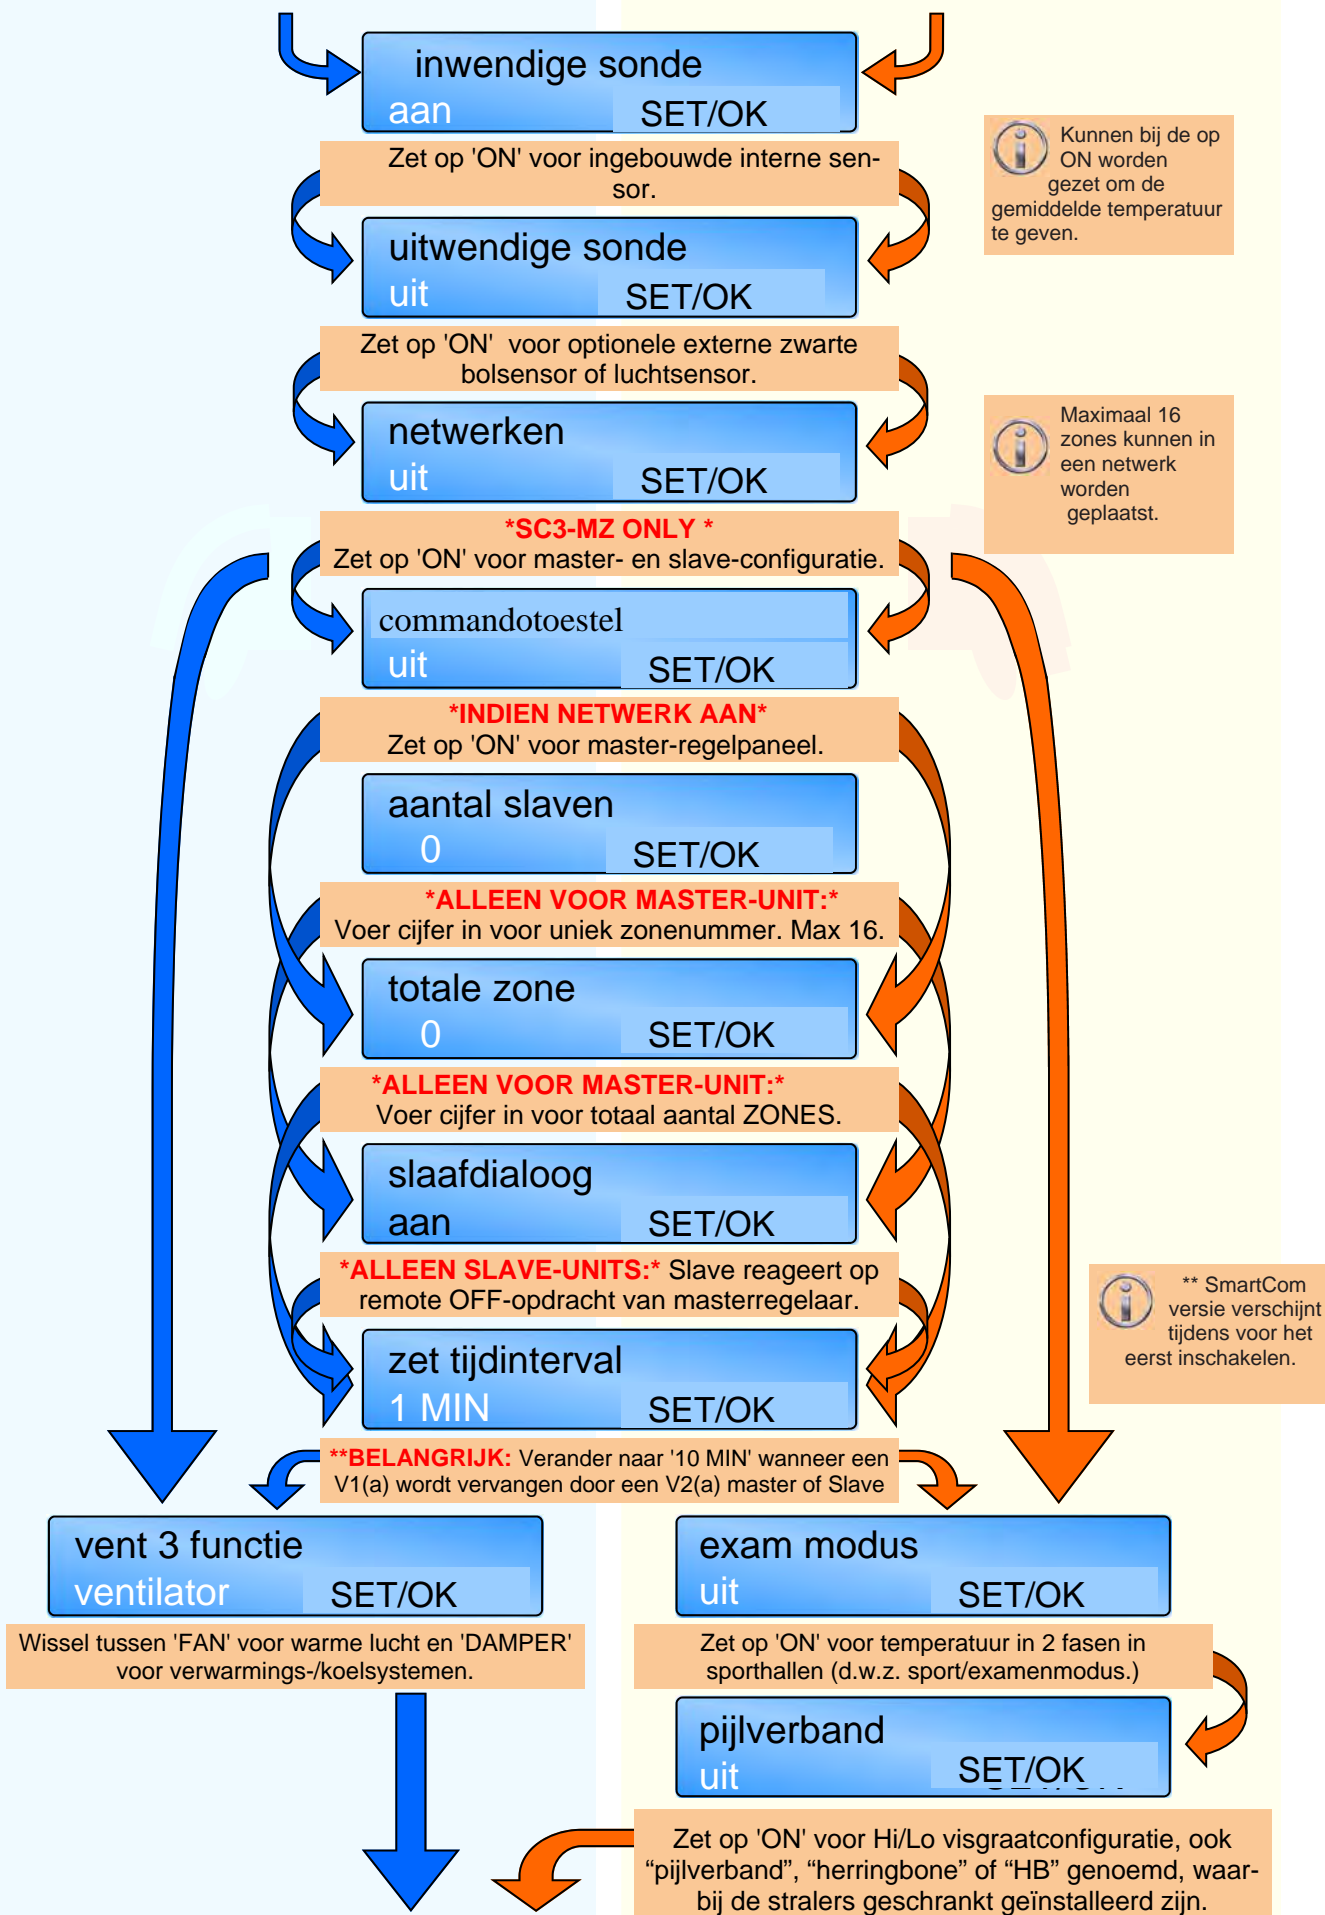 inwendige sonde
aan SET/OK
Zet op 'ON' voor ingebouwde interne sen-
sor.
Kunnen bij de op
ON worden
gezet om de
gemiddelde temperatuur
te geven.
uitwendige sonde
uit SET/OK
Zet op 'ON' voor optionele externe zwarte
bolsensor of luchtsensor.
netwerken
uit SET/OK
Maximaal 16
zones kunnen in
een netwerk
worden
geplaatst.
*SC3-MZ ONLY *
Zet op 'ON' voor master- en slave-configuratie.
commandotoestel
uit SET/OK
*INDIEN NETWERK AAN*
Zet op 'ON' voor master-regelpaneel.
aantal slaven
0 SET/OK
*ALLEEN VOOR MASTER-UNIT:*
Voer cijfer in voor uniek zonenummer. Max 16.
totale zone
0 SET/OK
*ALLEEN VOOR MASTER-UNIT:*
Voer cijfer in voor totaal aantal ZONES.
slaafdialoog
aan SET/OK
*ALLEEN SLAVE-UNITS:* Slave reageert op
remote OFF-opdracht van masterregelaar.
** SmartCom
versie verschijnt
tijdens voor het
eerst inschakelen.
zet tijdinterval
1 MIN SET/OK
**BELANGRIJK: Verander naar '10 MIN' wanneer een
V1(a) wordt vervangen door een V2(a) master of Slave
vent 3 functie
ventilator SET/OK
Wissel tussen 'FAN' voor warme lucht en 'DAMPER'
voor verwarmings-/koelsystemen.
exam modus
uit SET/OK
Zet op 'ON' voor temperatuur in 2 fasen in
sporthallen (d.w.z. sport/examenmodus.)
pijlverband
uit SET/OK
Zet op 'ON' voor Hi/Lo visgraatconfiguratie, ook
“pijlverband”, “herringbone” of “HB” genoemd, waar-
bij de stralers geschrankt geïnstalleerd zijn.